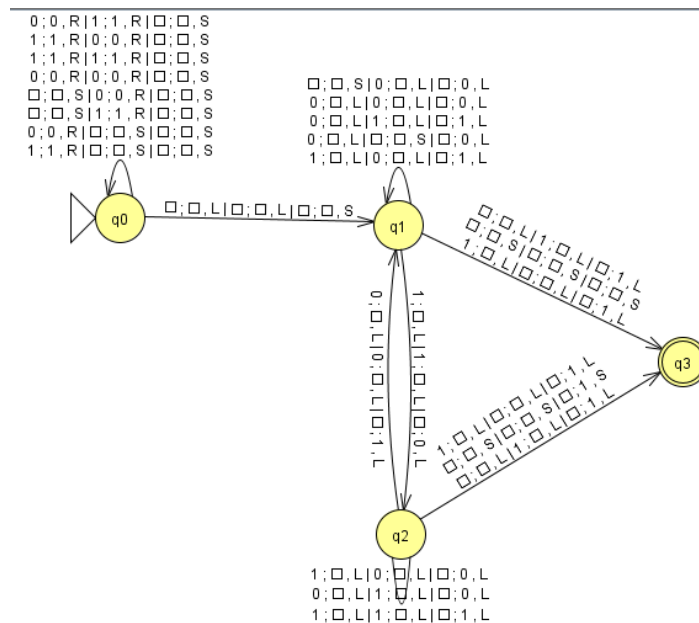 0;0,R|1;1,R|□;□,S
1;1,R|0;0,R|□;□,S
1;1,R|1;1,R|□;□,S
0;0,R|0;0,R|□;□,S
□;□,S|0;0,R|□;□,S
□;□,S|1;1,R|□;□,S
0;0,R|□;□,S|□;□,S
1;1,R|□;□,S|□;□,S
q0
□;□,L|□;□,L|□;□,S
□;□,S|0;□,L|□;0,L
0;□,L|0;□,L|□;0,L
0;□,L|1;□,L|□;1,L
0;□,L|□;□,S|□;0,L
1;□,L|0;□,L|□;1,L
q1
□;□,L|1;□,L|□;1,L
□;□,S|□;□,S|□;□,S
1;□,L|□;□,L|□;1,L
q3
0;□,L|0;□,L|□;1,L
1;□,L|1;□,L|□;0,L
1;□,L|□;□,L|□;1,L
□;□,S|□;□,S|□;1,S
□;□,L|1;□,L|□;1,L
q2
1;□,L|0;□,L|□;0,L
0;□,L|1;□,L|□;0,L
1;□,L|1;□,L|□;1,L